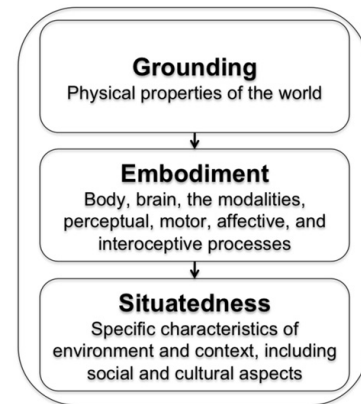 Grounding
Physical properties of the world
Embodiment
Body, brain, the modalities,
perceptual, motor, affective, and
interoceptive processes
Situatedness
Specific characteristics of
environment and context, including
social and cultural aspects